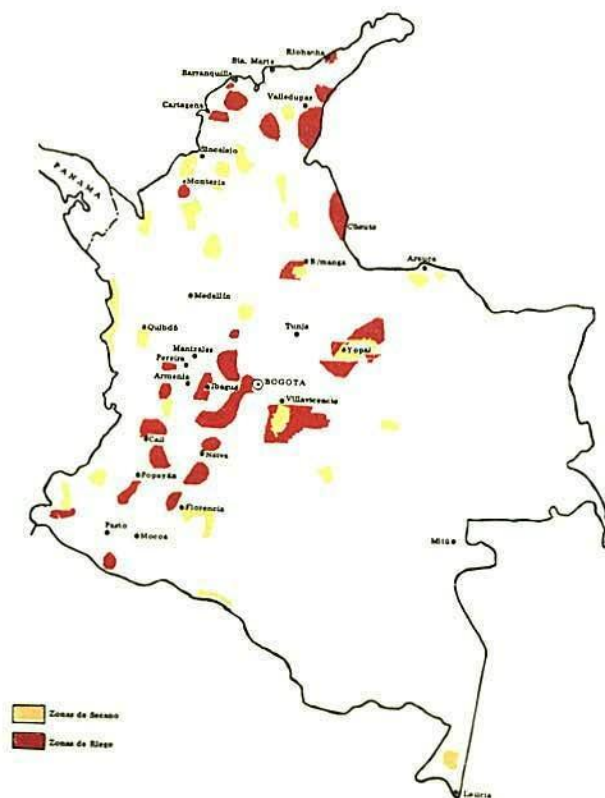 Riohacha
Sta. Marta
Barranquilla
Valledupar
Cartagena
Sincelejo
PANAMA
Montería
Cúcuta
B/manga
Arauca
Medellín
Quibdó
Tunja
Yopal
Manizales
Pereira
Armenia
Ibagué
BOGOTA
Villavicencio
Cali
Neiva
Popayán
Florencia
Pasto
Mocoa
Mitú
Zonas de Secano
Zonas de Riego
Leticia